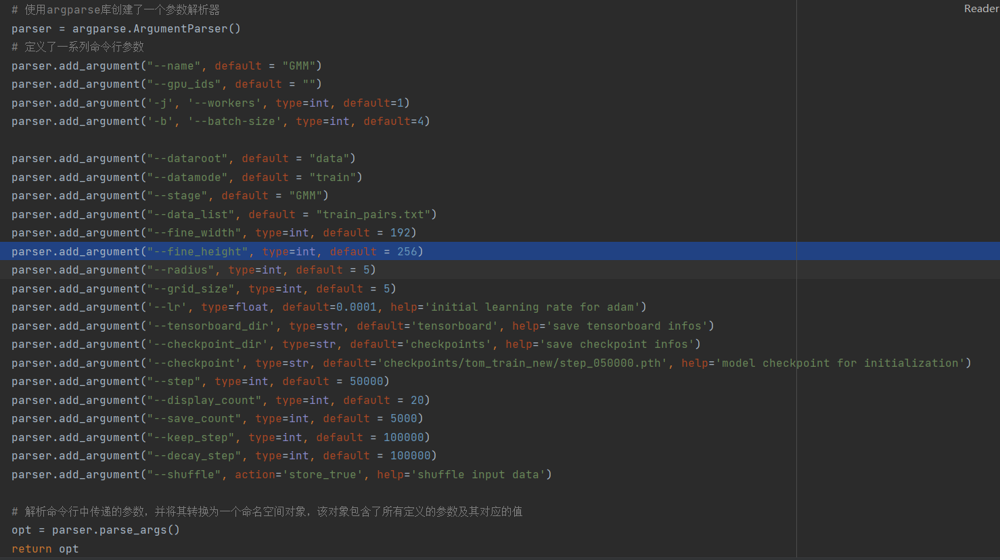 # 使用argparse库创建了一个参数解析器
Reader
parser = argparse.ArgumentParser()
# 定义了一系列命令行参数
parser.add_argument("--name", default = "GMM")
parser.add_argument("--gpu_ids", default = "")
parser.add_argument('-j', '--workers', type=int, default=1)
parser.add_argument('-b', '--batch-size', type=int, default=4)
parser.add_argument("--dataroot", default = "data")
parser.add_argument("--datamode", default = "train")
parser.add_argument("--stage", default = "GMM")
parser.add_argument("--data_list", default = "train_pairs.txt")
parser.add_argument("--fine_width", type=int, default = 192)
parser.add_argument("--fine_height", type=int, default = 256)
parser.add_argument("--radius", type=int, default = 5)
parser.add_argument("--grid_size", type=int, default = 5)
parser.add_argument('--lr', type=float, default=0.0001, help='initial learning rate for adam')
parser.add_argument('--tensorboard_dir', type=str, default='tensorboard', help='save tensorboard infos')
parser.add_argument('--checkpoint_dir', type=str, default='checkpoints', help='save checkpoint infos')
parser.add_argument('--checkpoint', type=str, default='checkpoints/tom_train_new/step_050000.pth', help='model checkpoint for initialization')
parser.add_argument("--step", type=int, default = 50000)
parser.add_argument("--display_count", type=int, default = 20)
parser.add_argument("--save_count", type=int, default = 5000)
parser.add_argument("--keep_step", type=int, default = 100000)
parser.add_argument("--decay_step", type=int, default = 100000)
parser.add_argument("--shuffle", action='store_true', help='shuffle input data')
# 解析命令行中传递的参数，并将其转换为一个命名空间对象，该对象包含了所有定义的参数及其对应的值
opt = parser.parse_args()
return opt